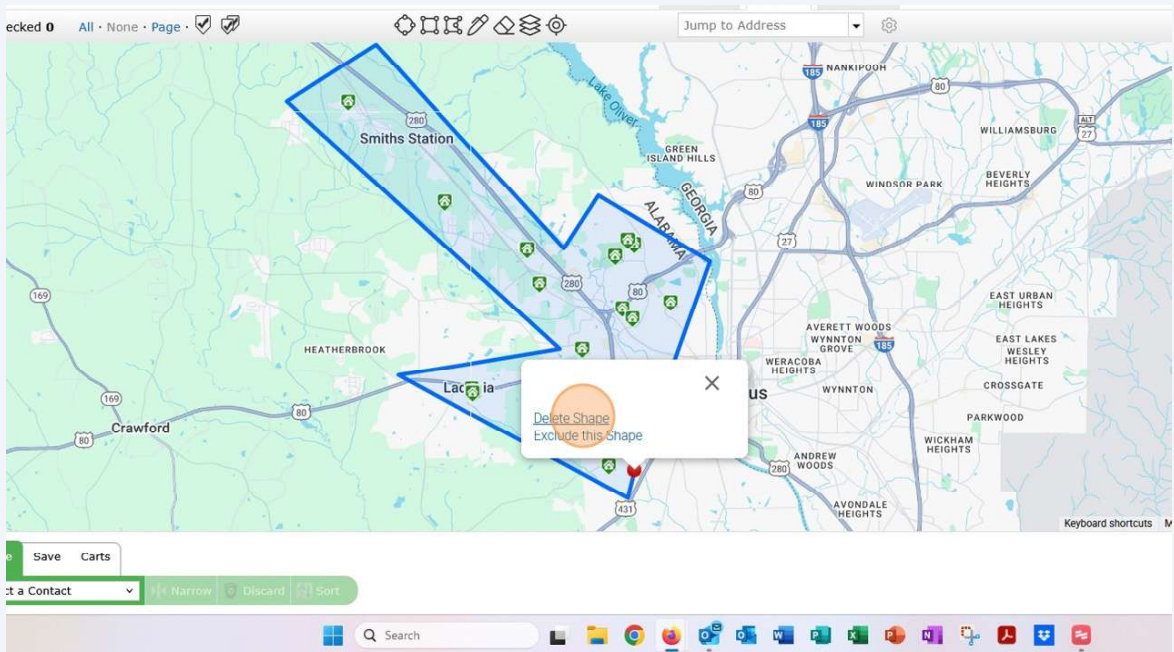 ecked 0 All · None · Page ·
Jump to Address
NANKIPOOH
185
80
Lake Oliver
280
Smiths Station
185
WILLIAMSBURG
ALT
27
GREEN
ISLAND HILLS
GEORGIA
ALABAMA
80
WINDSOR PARK
BEVERLY
HEIGHTS
27
280
80
169
EAST URBAN
HEIGHTS
HEATHERBROOK
AVERETT WOODS
WYNNTON
GROVE
185
EAST LAKES
WESLEY
HEIGHTS
WERACOBA
HEIGHTS
Lad ia
us
WYNNTON
CROSSGATE
169
80
Crawford
80
Delete Shape
Exclude this Shape
PARKWOOD
WICKHAM
HEIGHTS
ANDREW
WOODS
280
431
AVONDALE
HEIGHTS
Keyboard shortcuts M
e Save Carts
ct a Contact Narrow Discard Sort
Search